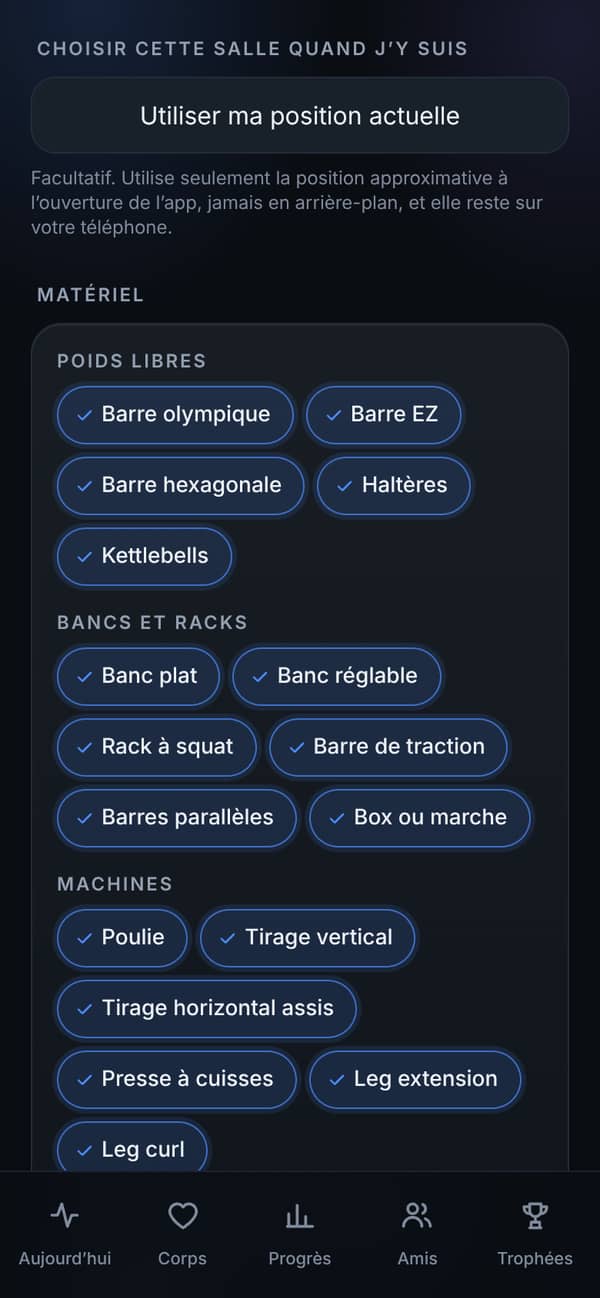 CHOISIR CETTE SALLE QUAND J’Y SUIS
Utiliser ma position actuelle
Facultatif. Utilise seulement la position approximative à
l’ouverture de l’app, jamais en arrière-plan, et elle reste sur
votre téléphone.
MATÉRIEL
POIDS LIBRES
Barre olympique
Barre EZ
Barre hexagonale
Haltères
Kettlebells
BANCS ET RACKS
Banc plat
Banc réglable
Rack à squat
Barre de traction
Barres parallèles
Box ou marche
MACHINES
Poulie
Tirage vertical
Tirage horizontal assis
Presse à cuisses
Leg extension
Leg curl
Aujourd’hui
Corps
Progrès
Amis
Trophées